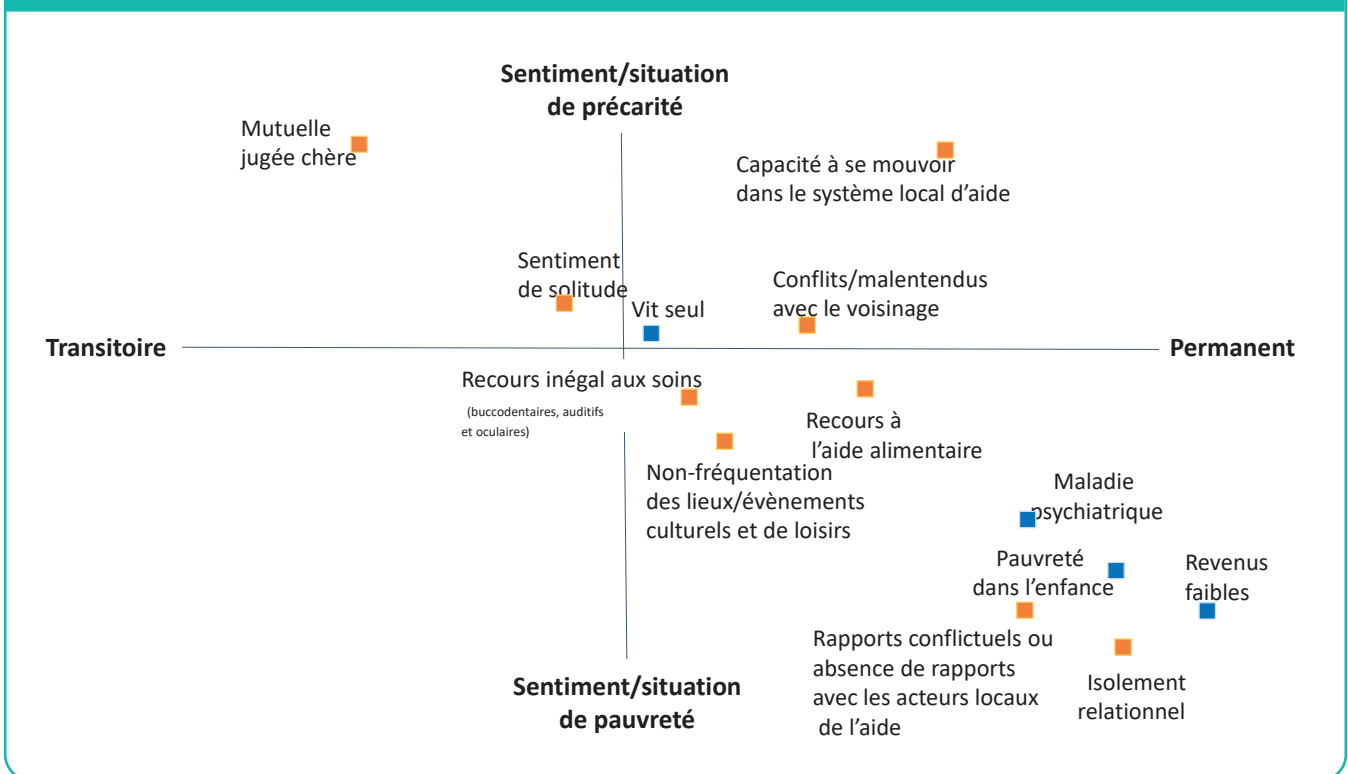 Sentiment/situation
de précarité
Mutuelle
jugée chère
Capacité à se mouvoir
dans le système local d’aide
Sentiment
de solitude
Vit seul
Conflits/malentendus
avec le voisinage
Transitoire
Permanent
Recours inégal aux soins
(buccodentaires, auditifs
et oculaires)
Recours à
l’aide alimentaire
Non-fréquentation
des lieux/évènements
culturels et de loisirs
Maladie
psychiatrique
Pauvreté
dans l’enfance
Revenus
faibles
Rapports conflictuels ou
absence de rapports
avec les acteurs locaux
de l’aide
Isolement
relationnel
Sentiment/situation
de pauvreté